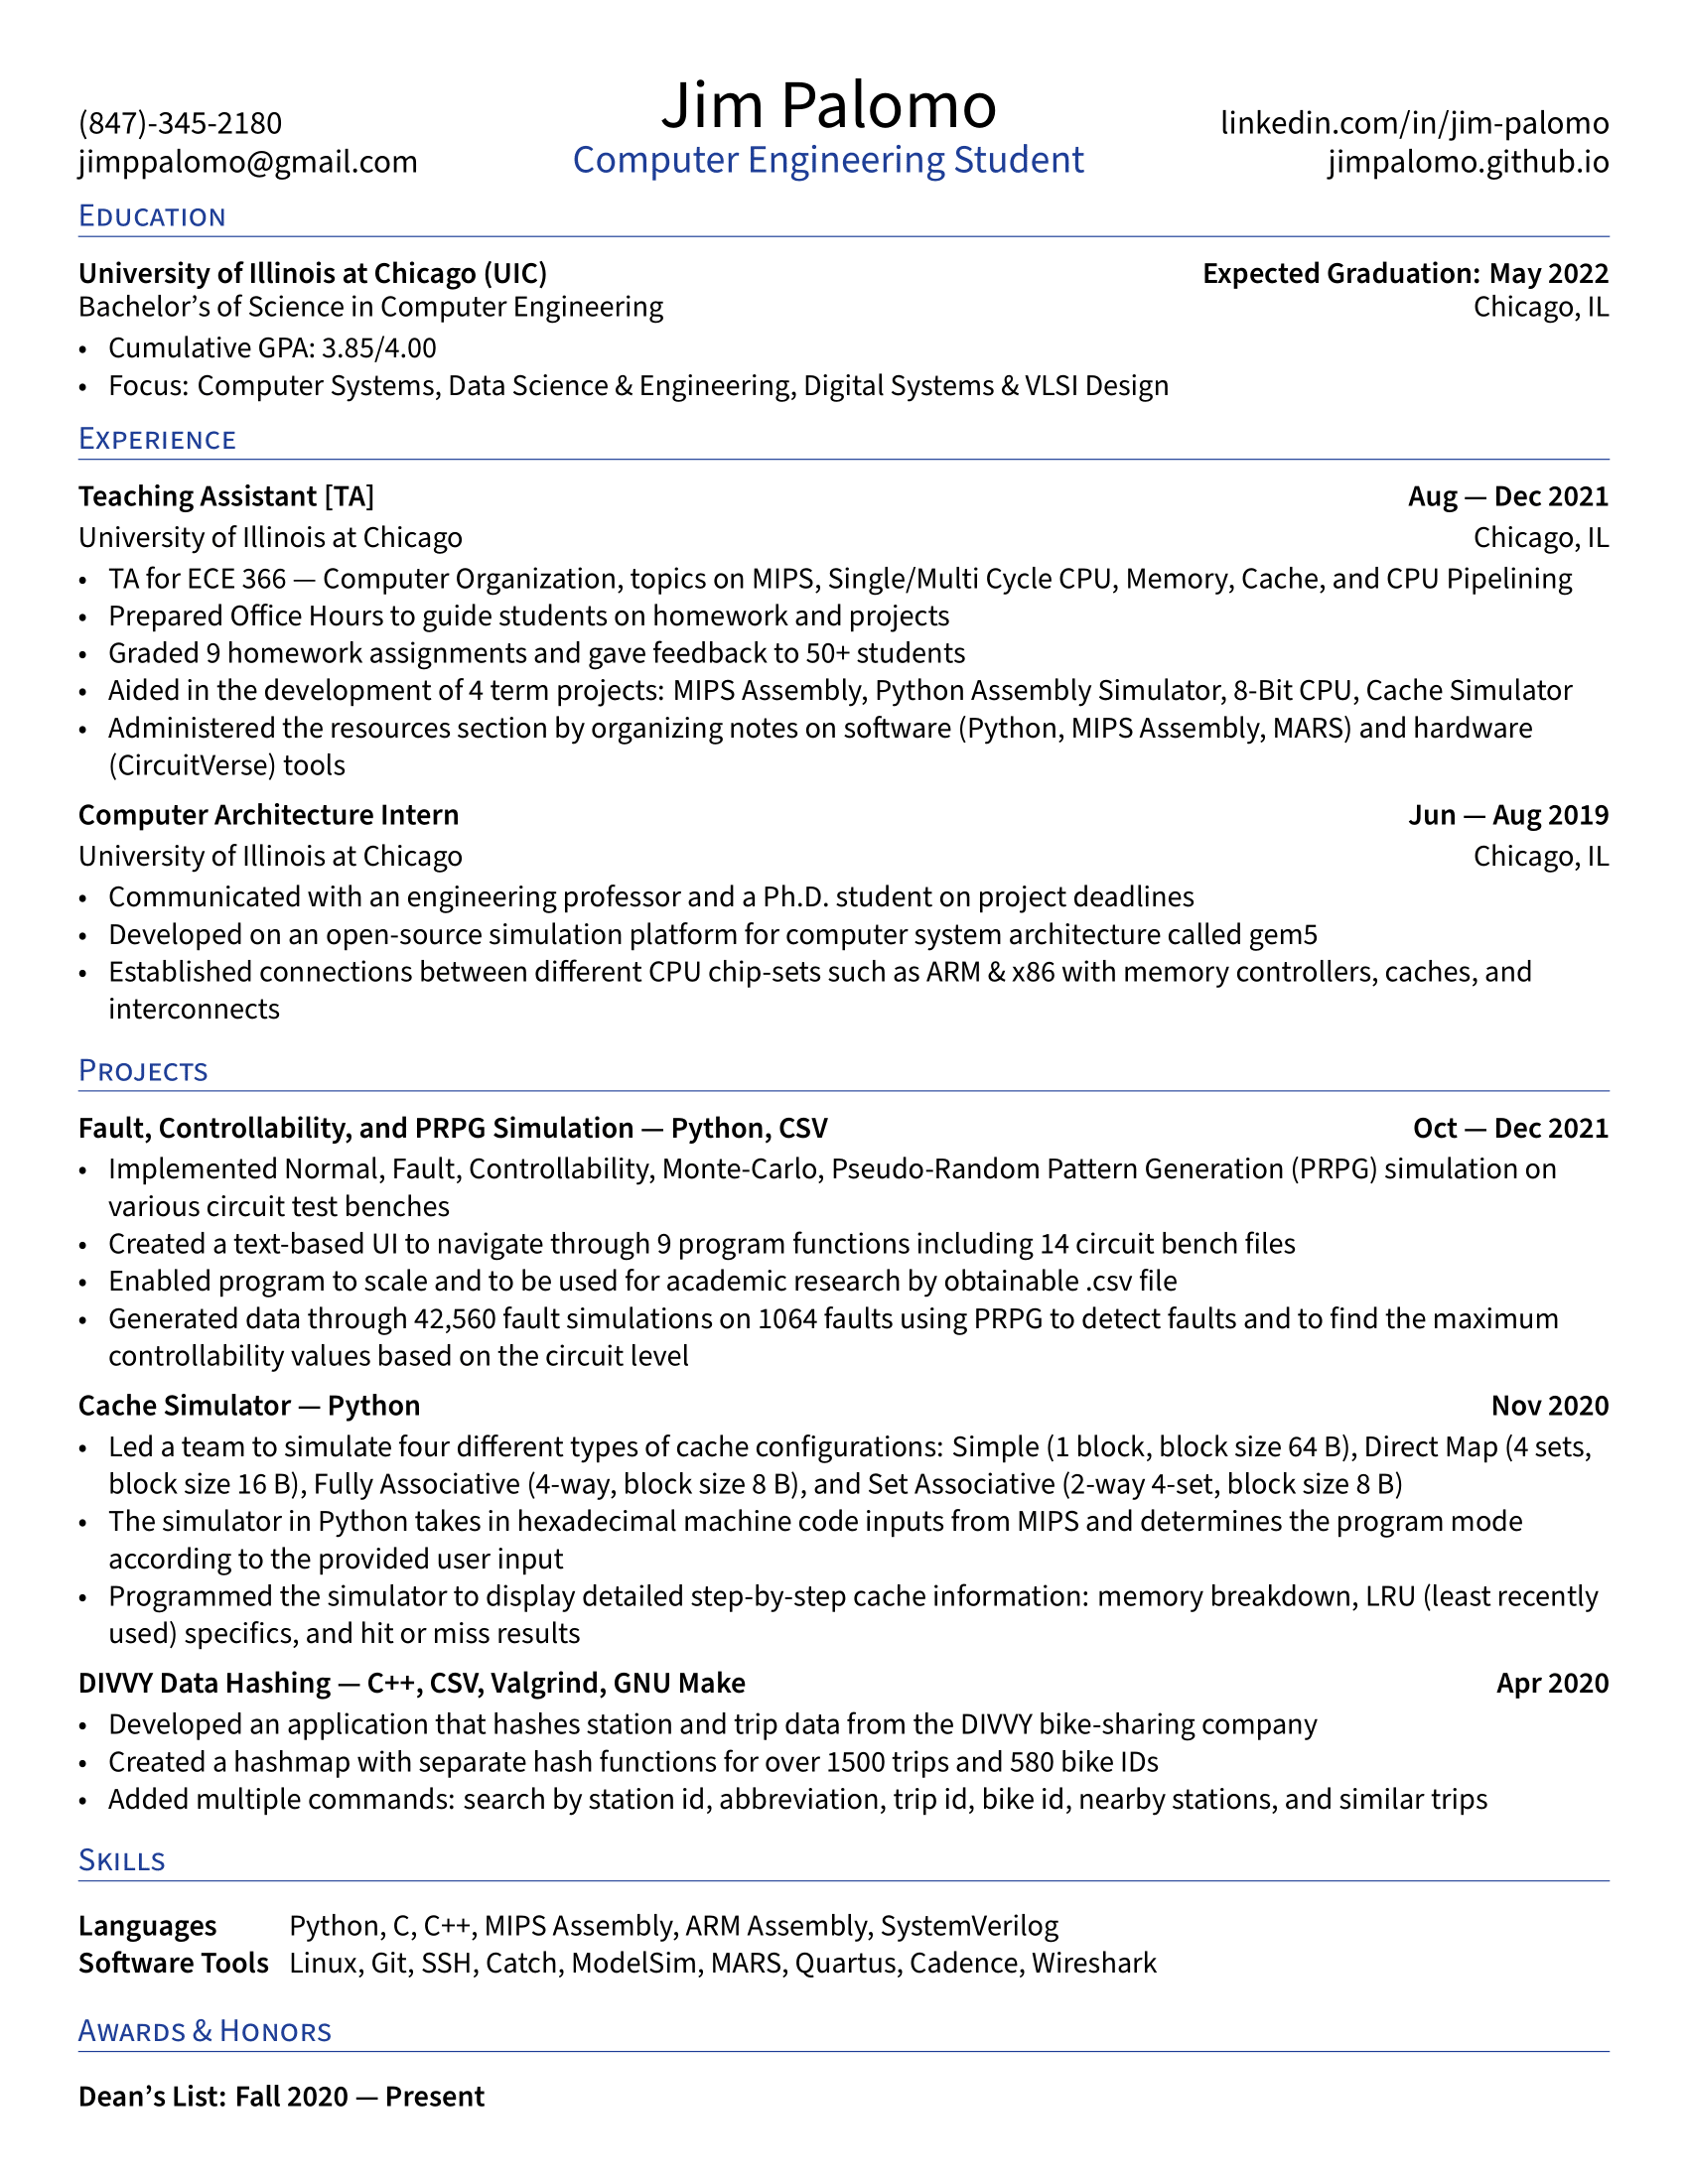 Jim Palomo
(847)-345-2180
linkedin.com/in/jim-palomo
jimppalomo@gmail.com
Computer Engineering Student
jimpalomo.github.io
EDUCATION
University of Illinois at Chicago (UIC) Expected Graduation: May 2022
Bachelor’s of Science in Computer Engineering Chicago, IL
• Cumulative GPA: 3.85/4.00
• Focus: Computer Systems, Data Science & Engineering, Digital Systems & VLSI Design
EXPERIENCE
Teaching Assistant [TA] Aug — Dec 2021
University of Illinois at Chicago Chicago, IL
• TA for ECE 366 — Computer Organization, topics on MIPS, Single/Multi Cycle CPU, Memory, Cache, and CPU Pipelining
• Prepared Office Hours to guide students on homework and projects
• Graded 9 homework assignments and gave feedback to 50+ students
• Aided in the development of 4 term projects: MIPS Assembly, Python Assembly Simulator, 8-Bit CPU, Cache Simulator
• Administered the resources section by organizing notes on software (Python, MIPS Assembly, MARS) and hardware
(CircuitVerse) tools
Computer Architecture Intern Jun — Aug 2019
University of Illinois at Chicago Chicago, IL
• Communicated with an engineering professor and a Ph.D. student on project deadlines
• Developed on an open-source simulation platform for computer system architecture called gem5
• Established connections between different CPU chip-sets such as ARM & x86 with memory controllers, caches, and
interconnects
PROJECTS
Fault, Controllability, and PRPG Simulation — Python, CSV Oct — Dec 2021
• Implemented Normal, Fault, Controllability, Monte-Carlo, Pseudo-Random Pattern Generation (PRPG) simulation on
various circuit test benches
• Created a text-based UI to navigate through 9 program functions including 14 circuit bench files
• Enabled program to scale and to be used for academic research by obtainable .csv file
• Generated data through 42,560 fault simulations on 1064 faults using PRPG to detect faults and to find the maximum
controllability values based on the circuit level
Cache Simulator — Python Nov 2020
• Led a team to simulate four different types of cache configurations: Simple (1 block, block size 64 B), Direct Map (4 sets,
block size 16 B), Fully Associative (4-way, block size 8 B), and Set Associative (2-way 4-set, block size 8 B)
• The simulator in Python takes in hexadecimal machine code inputs from MIPS and determines the program mode
according to the provided user input
• Programmed the simulator to display detailed step-by-step cache information: memory breakdown, LRU (least recently
used) specifics, and hit or miss results
DIVVY Data Hashing — C++, CSV, Valgrind, GNU Make Apr 2020
• Developed an application that hashes station and trip data from the DIVVY bike-sharing company
• Created a hashmap with separate hash functions for over 1500 trips and 580 bike IDs
• Added multiple commands: search by station id, abbreviation, trip id, bike id, nearby stations, and similar trips
SKILLS
Languages Python, C, C++, MIPS Assembly, ARM Assembly, SystemVerilog
Software Tools Linux, Git, SSH, Catch, ModelSim, MARS, Quartus, Cadence, Wireshark
AWARDS & HONORS
Dean’s List: Fall 2020 — Present